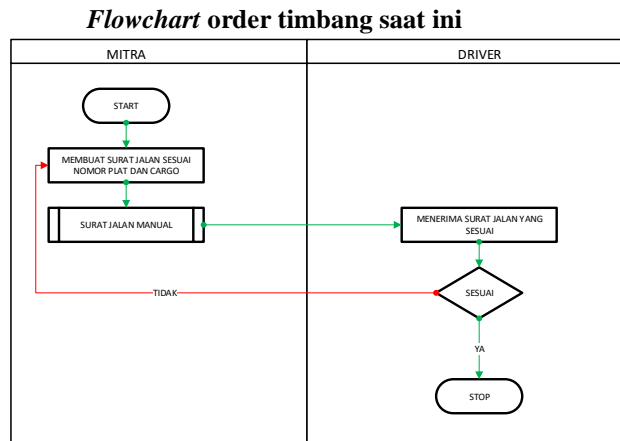 Flowchart order timbang saat ini
MITRA
DRIVER
START
MEMBUAT SURAT JALAN SESUAI
NOMOR PLAT DAN CARGO
SURAT JALAN MANUAL
MENERIMA SURAT JALAN YANG
SESUAI
SESUAI
TIDAK
YA
STOP